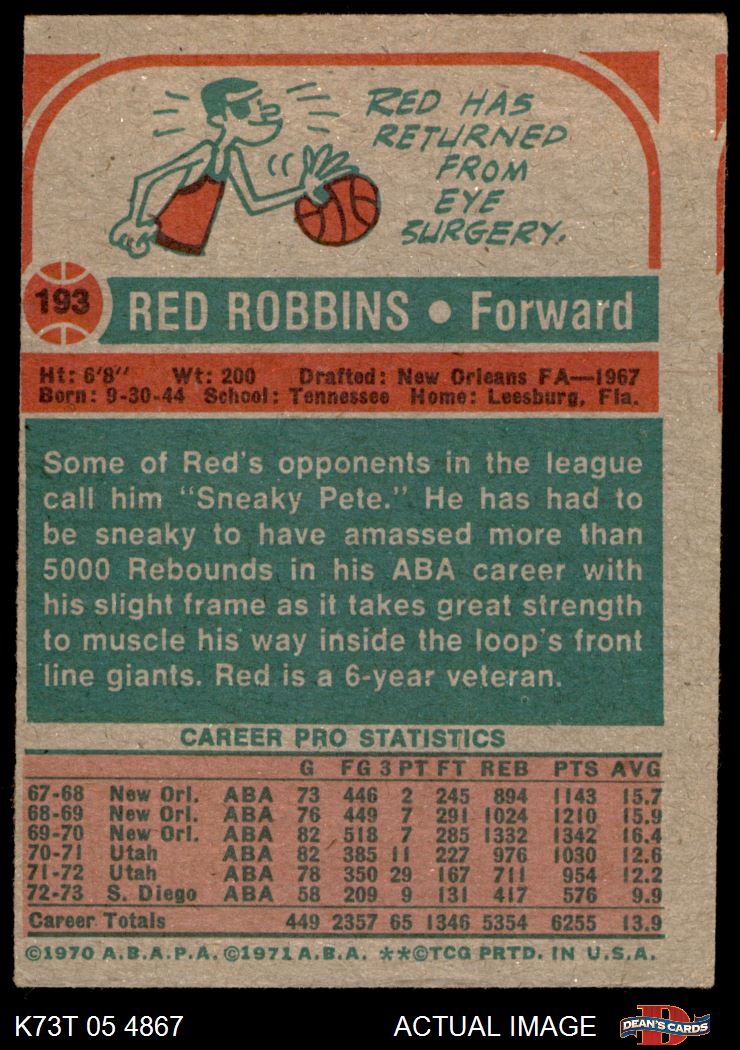 RED HAS
RETURNED
FROM
EYE
SURGERY.
193 RED ROBBINS • Forward
Ht: 6'8" Wt: 200 Drafted: New Orleans FA—1967
Born: 9-30-44 School: Tennessee Home: Leesburg, Fla.
Some of Red's opponents in the league
call him "Sneaky Pete." He has had to
be sneaky to have amassed more than
5000 Rebounds in his ABA career with
his slight frame as it takes great strength
to muscle his way inside the loop's front
line giants. Red is a 6-year veteran.
CAREER PRO STATISTICS
G FG 3 PT FT REB PTS AVG
67-68 New Orl. ABA 73 446 2 245 894 1143 15.7
68-69 New Orl. ABA 76 449 7 291 1024 1210 15.9
69-70 New Orl. ABA 82 518 7 285 1332 1342 16.4
70-71 Utah ABA 82 385 11 227 976 1030 12.6
71-72 Utah ABA 78 350 29 167 711 954 12.2
72-73 S. Diego ABA 58 209 9 131 417 576 9.9
Career Totals 449 2357 65 1346 5354 6255 13.9
©1970 A.B.A.P.A. ©1971 A.B.A. **©TCG PRTD. IN U.S.A.
K73T 05 4867 ACTUAL IMAGE D DEAN'S CARDS